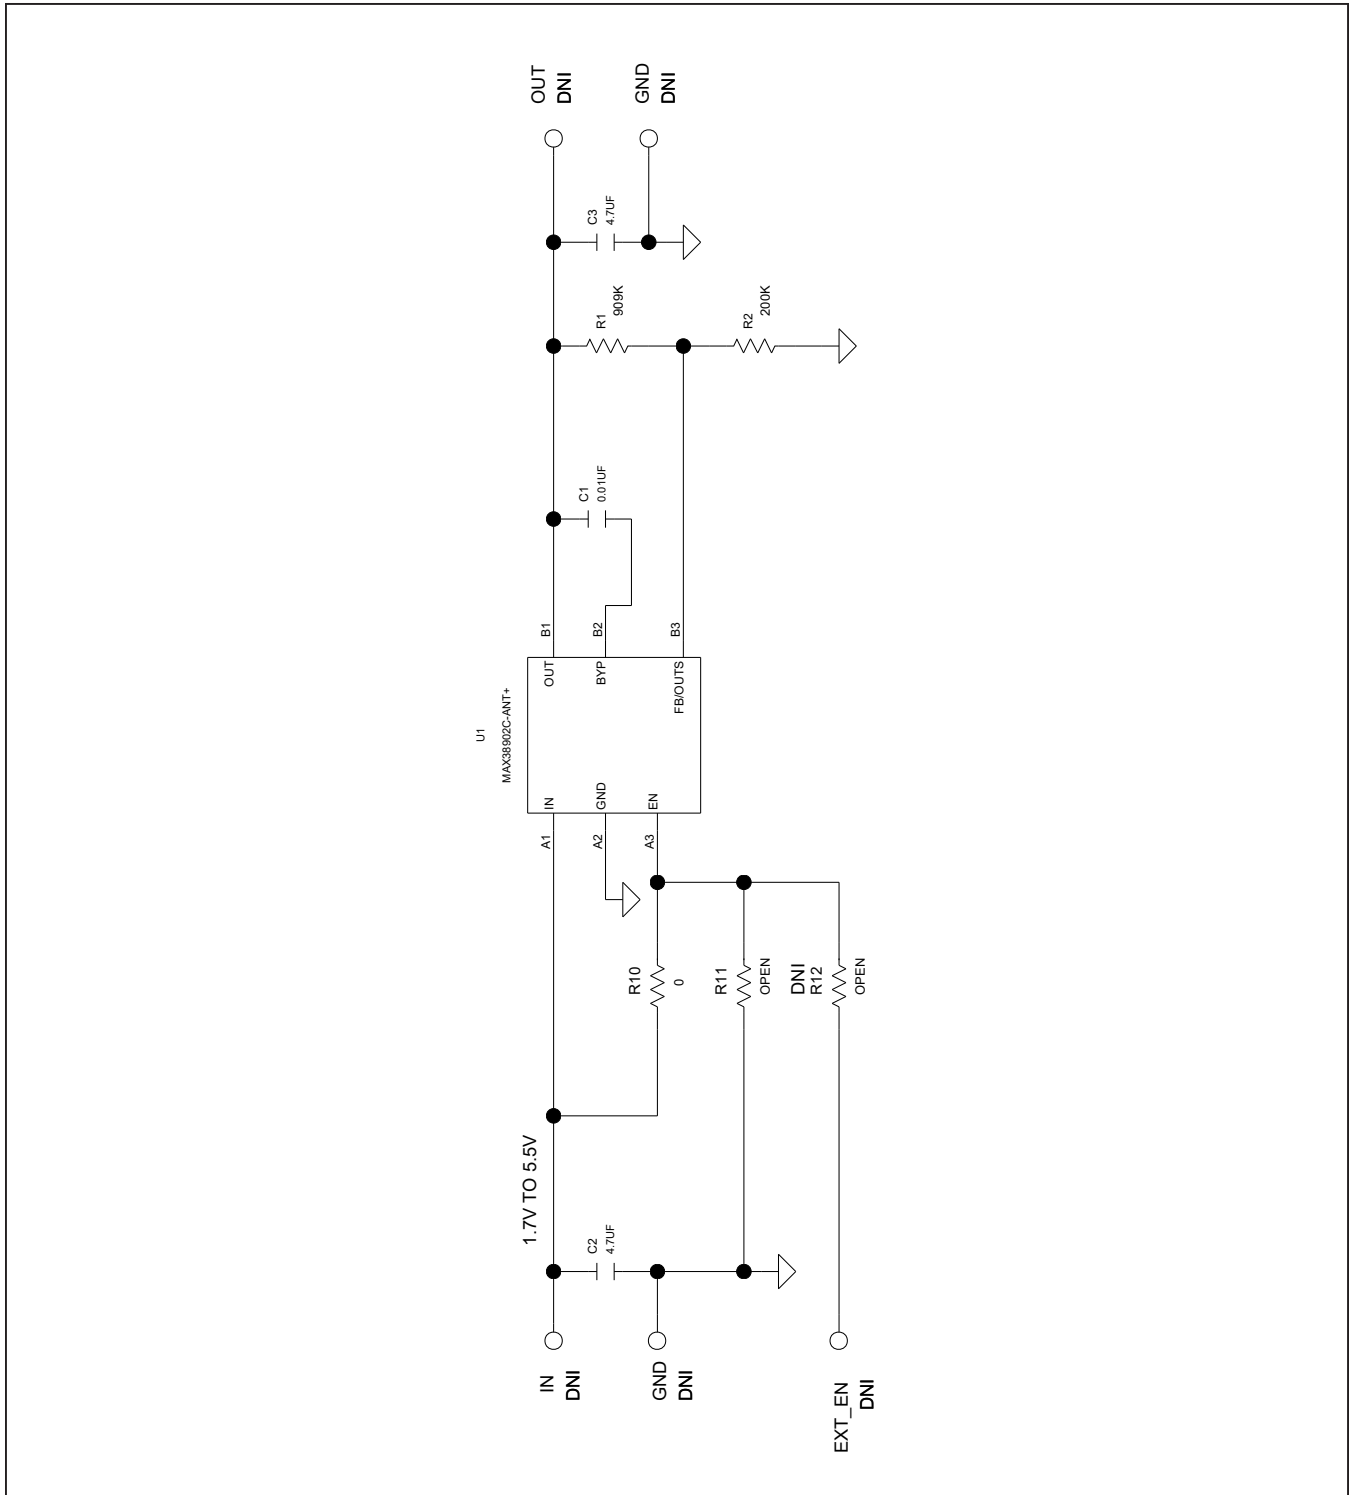 OUT
DNI
GND
DNI
C3
4.7UF
R1
909K
R2
200K
C1
0.01UF
B1
B2
B3
OUT
BYP
FB/OUTS
U1
MAX38902C-ANT+
IN
GND
EN
A1
A2
A3
R10
0
R11
OPEN
DNI
R12
OPEN
1.7V TO 5.5V
C2
4.7UF
IN
DNI
GND
DNI
EXT_EN
DNI